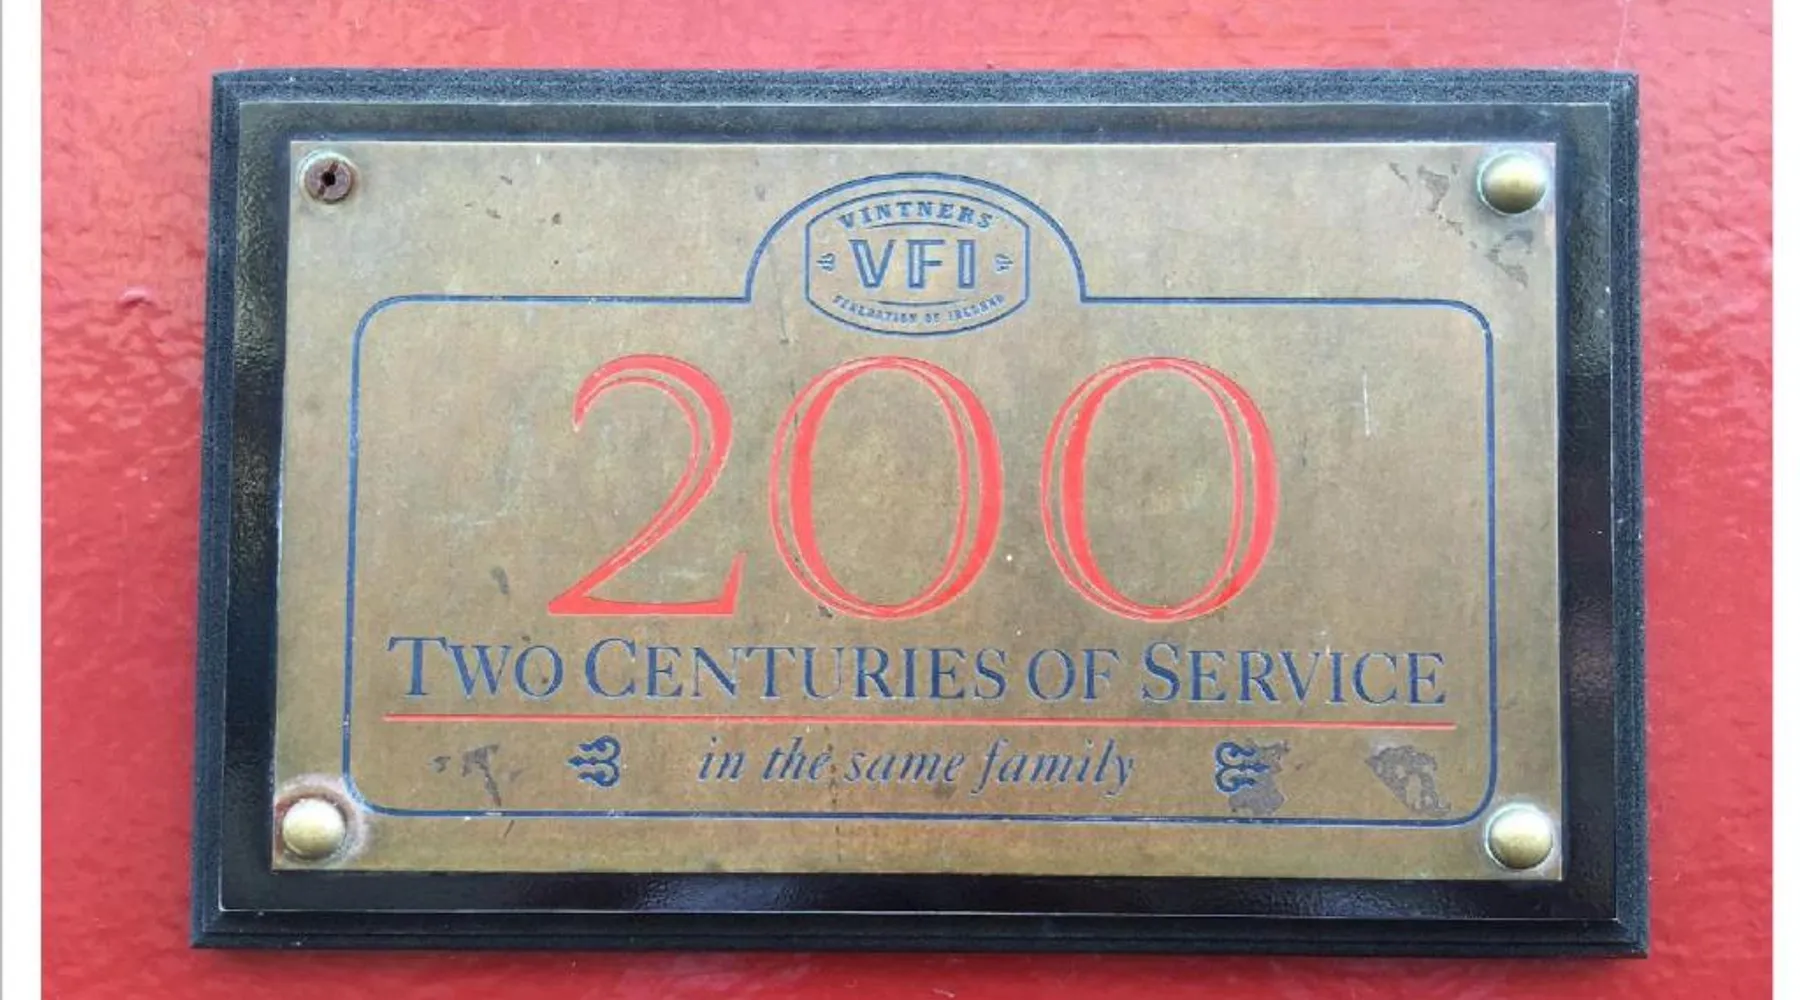 VINTNERS'
VFI
FEDERATION OF IRELAND
200
TWO CENTURIES OF SERVICE
in the same family